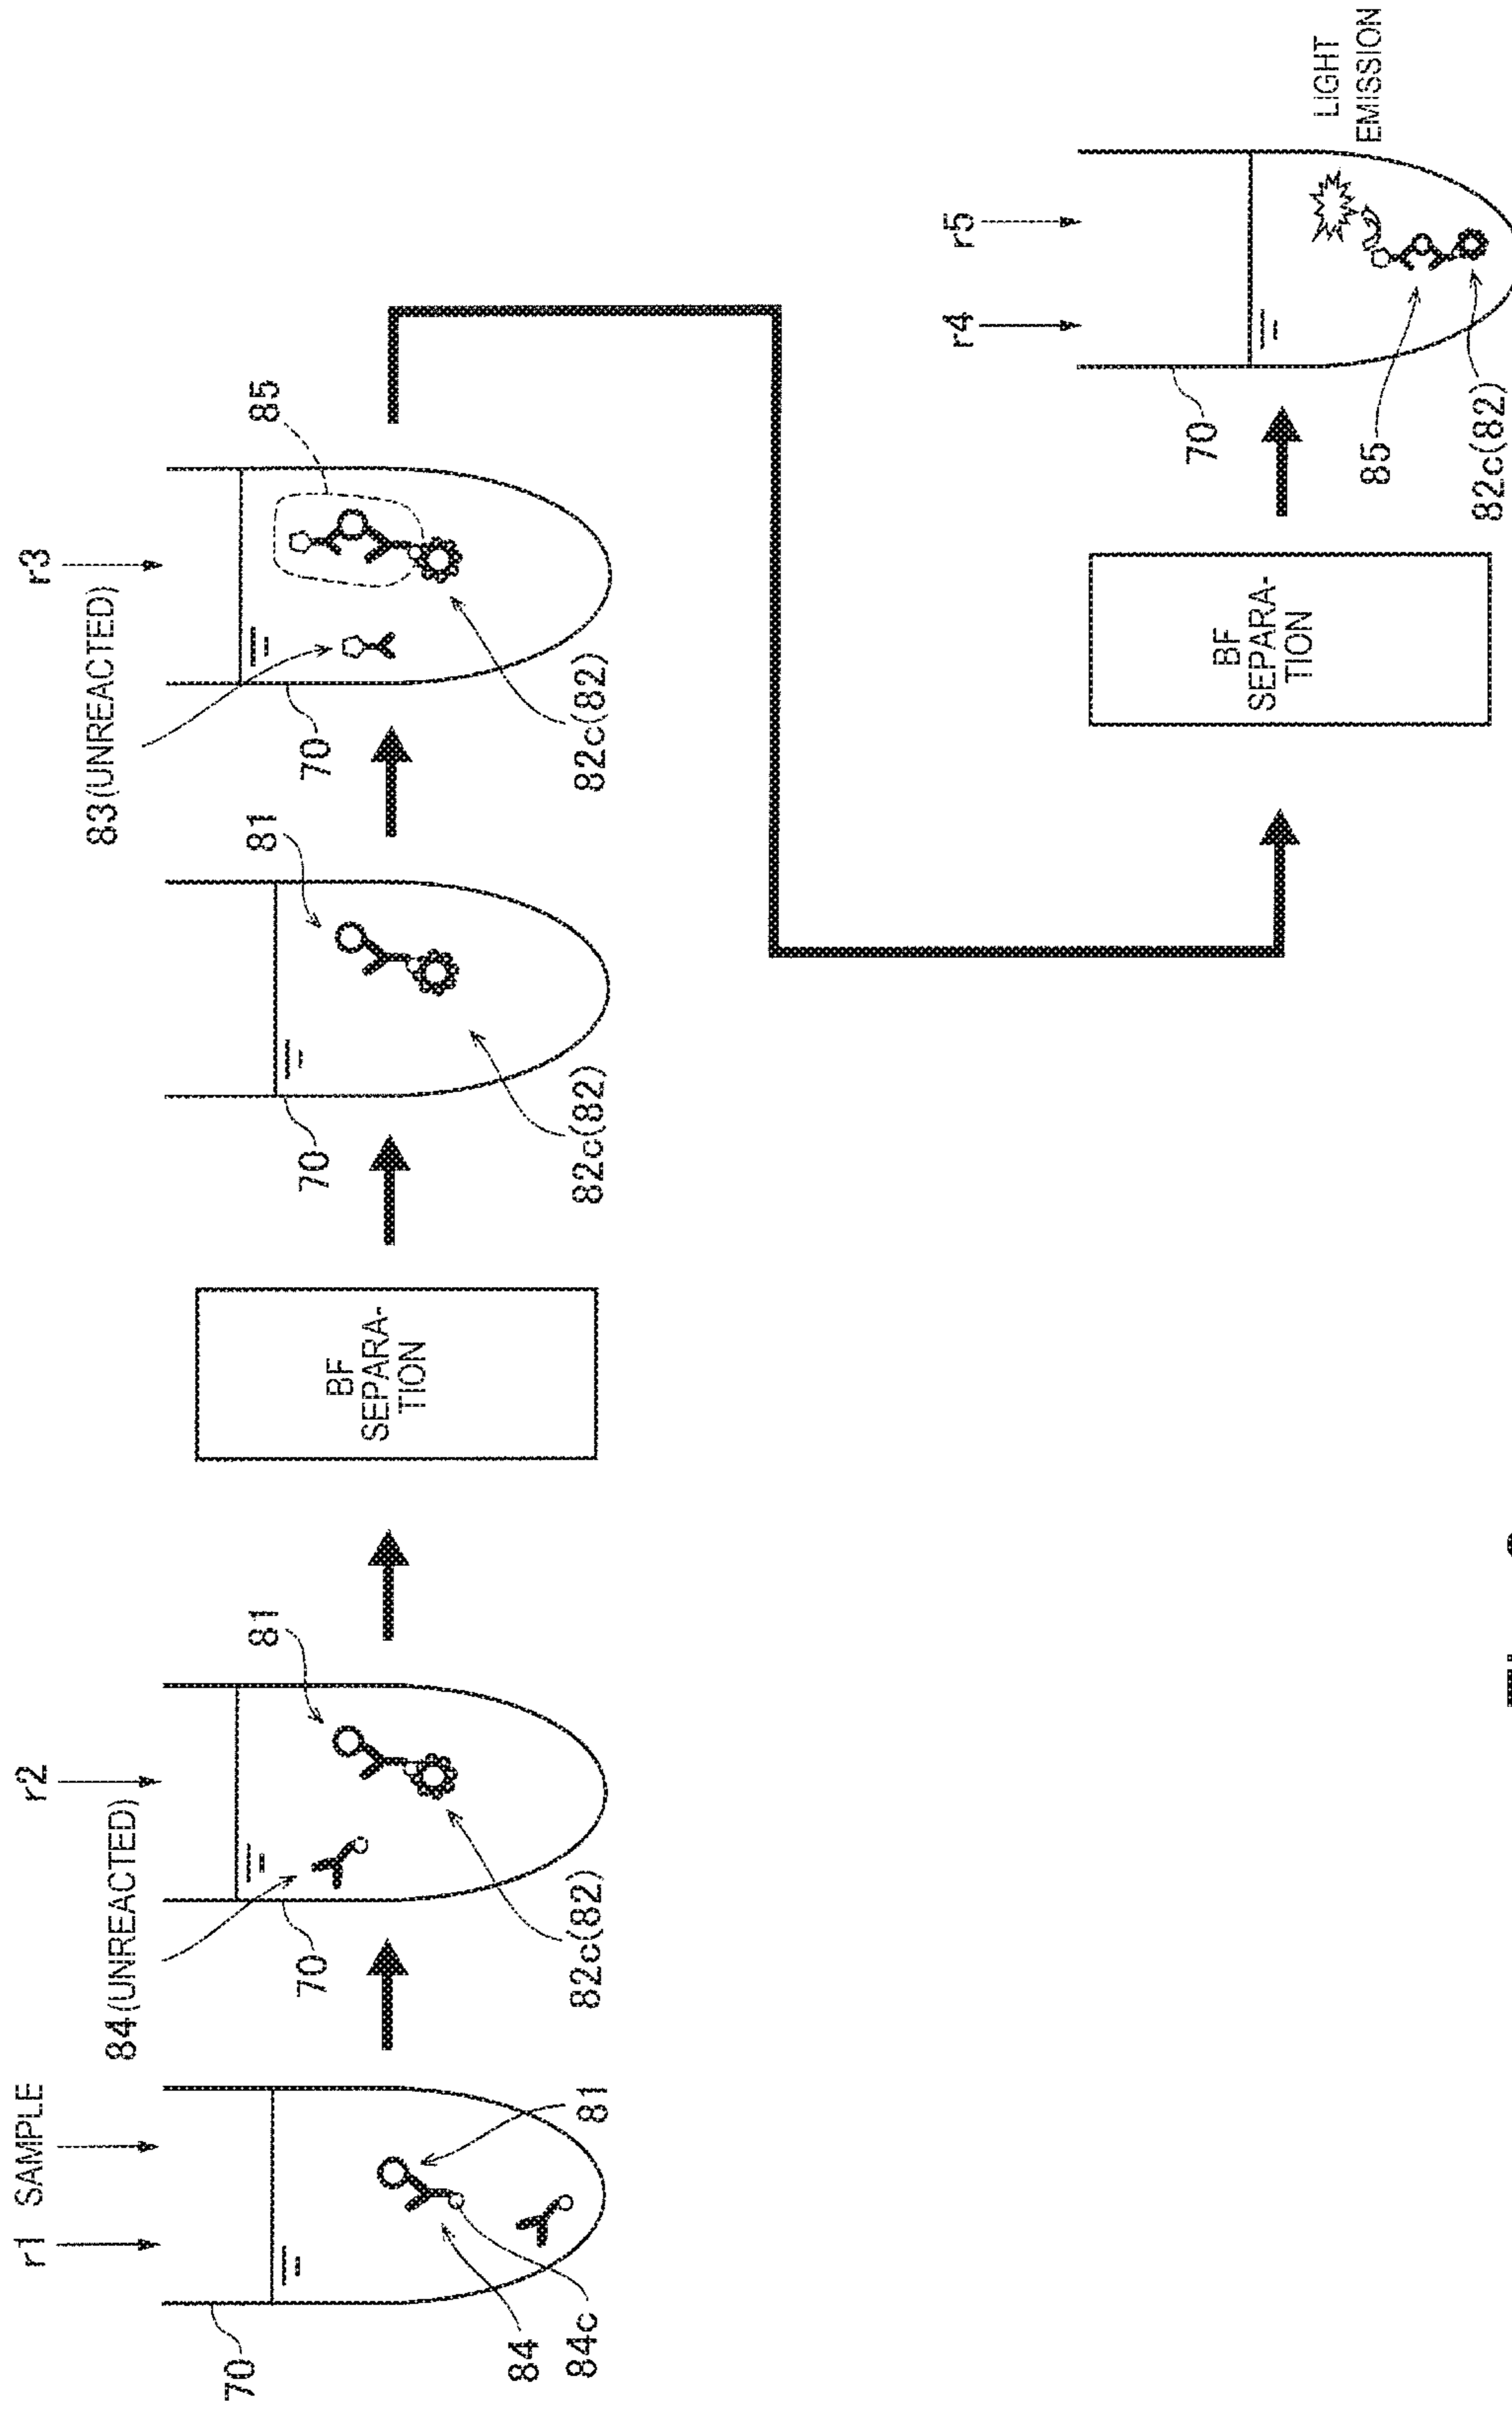 r1 SAMPLE
70
84
84c
81
r2
84(UNREACTED)
81
70
82c(82)
BF
SEPARA-
TION
81
70
82c(82)
r3
83(UNREACTED)
85
70
82c(82)
BF
SEPARA-
TION
r4 r5
70
LIGHT
EMISSION
85
82c(82)